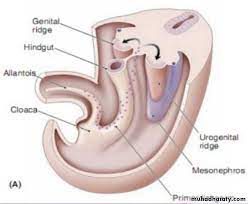 Genital
ridge
Hindgut
Allantois
Cloaca
Urogenital
ridge
Mesonephros
(A)